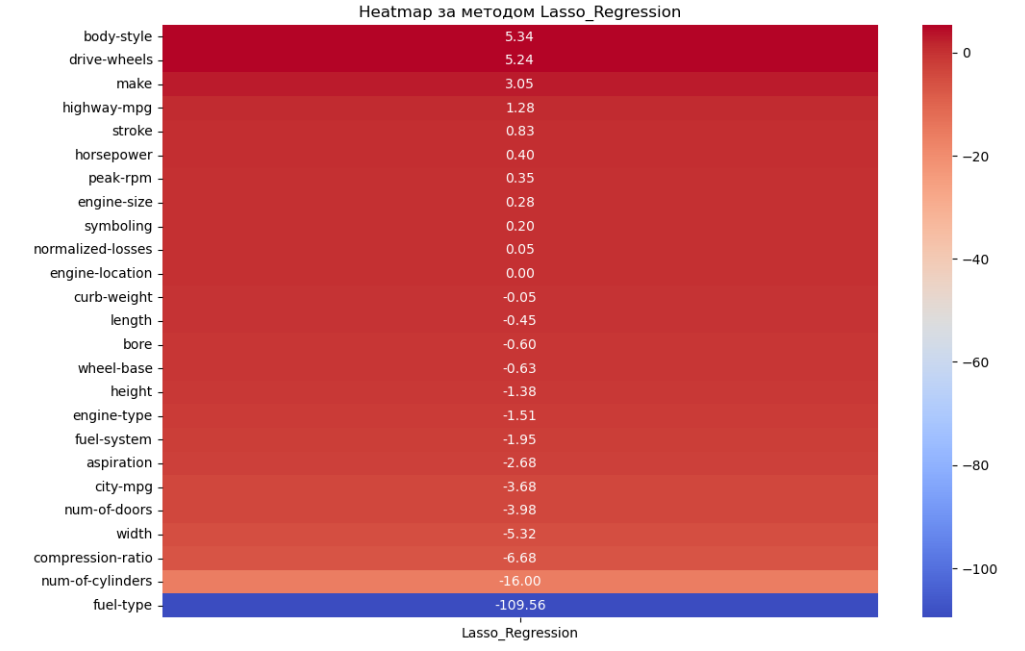 Heatmap за методом Lasso_Regression
body-style 5.34
drive-wheels 5.24
make 3.05
highway-mpg 1.28
stroke 0.83
horsepower 0.40
peak-rpm 0.35
engine-size 0.28
symboling 0.20
normalized-losses 0.05
engine-location 0.00
curb-weight -0.05
length -0.45
bore -0.60
wheel-base -0.63
height -1.38
engine-type -1.51
fuel-system -1.95
aspiration -2.68
city-mpg -3.68
num-of-doors -3.98
width -5.32
compression-ratio -6.68
num-of-cylinders -16.00
fuel-type -109.56
Lasso_Regression
0
−20
−40
−60
−80
−100